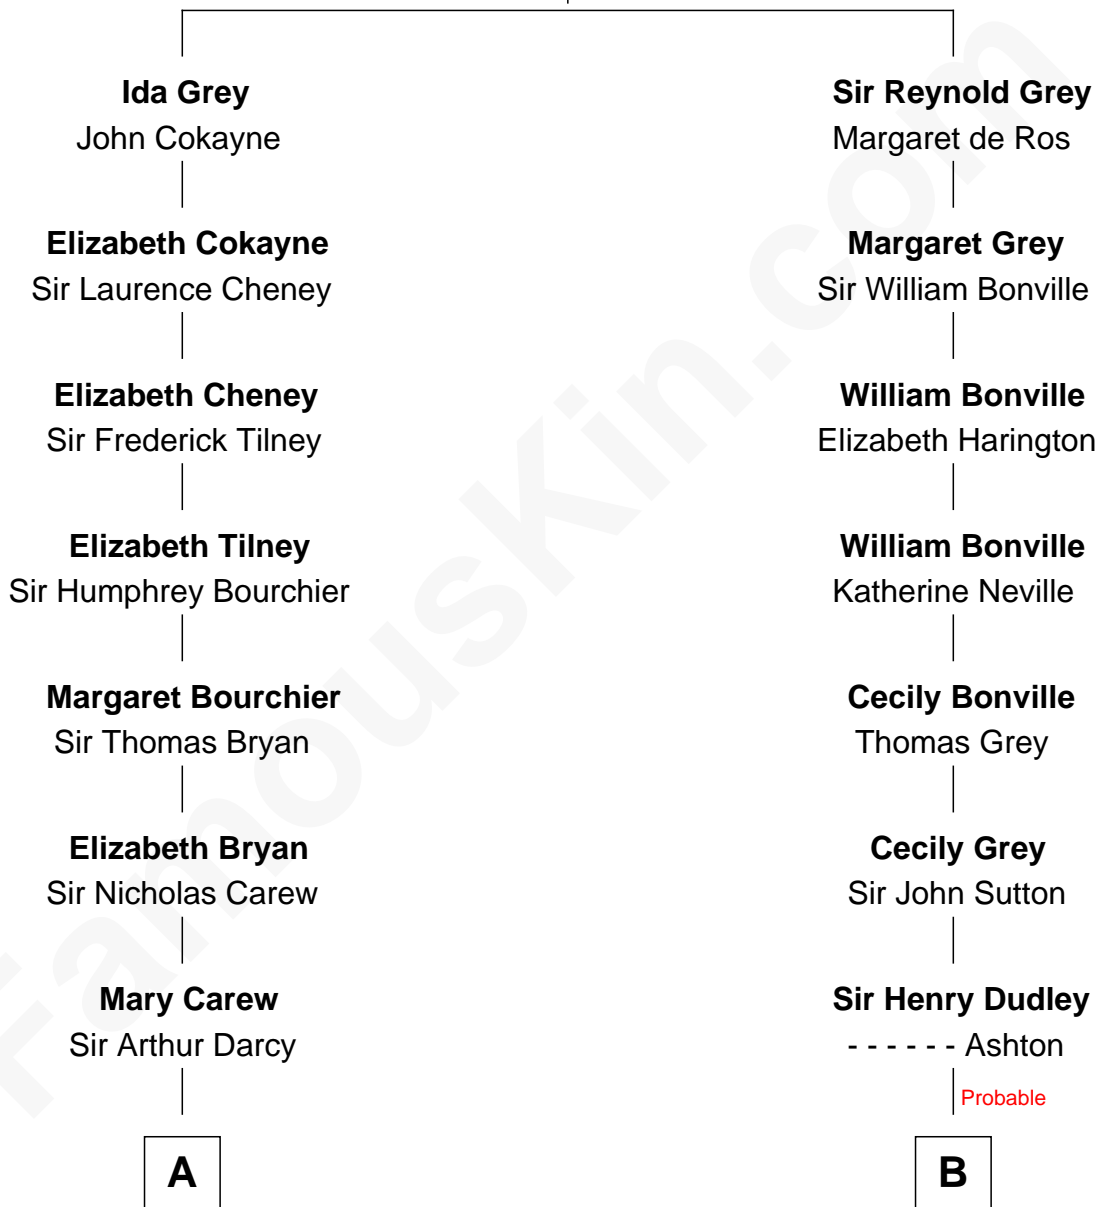 Ida Grey
John Cokayne
Elizabeth Cokayne
Sir Laurence Cheney
Elizabeth Cheney
Sir Frederick Tilney
Elizabeth Tilney
Sir Humphrey Bourchier
Margaret Bourchier
Sir Thomas Bryan
Elizabeth Bryan
Sir Nicholas Carew
Mary Carew
Sir Arthur Darcy
A
Sir Reynold Grey
Margaret de Ros
Margaret Grey
Sir William Bonville
William Bonville
Elizabeth Harington
William Bonville
Katherine Neville
Cecily Bonville
Thomas Grey
Cecily Grey
Sir John Sutton
Sir Henry Dudley
- - - - - - Ashton
Probable
B
FamousKin.com